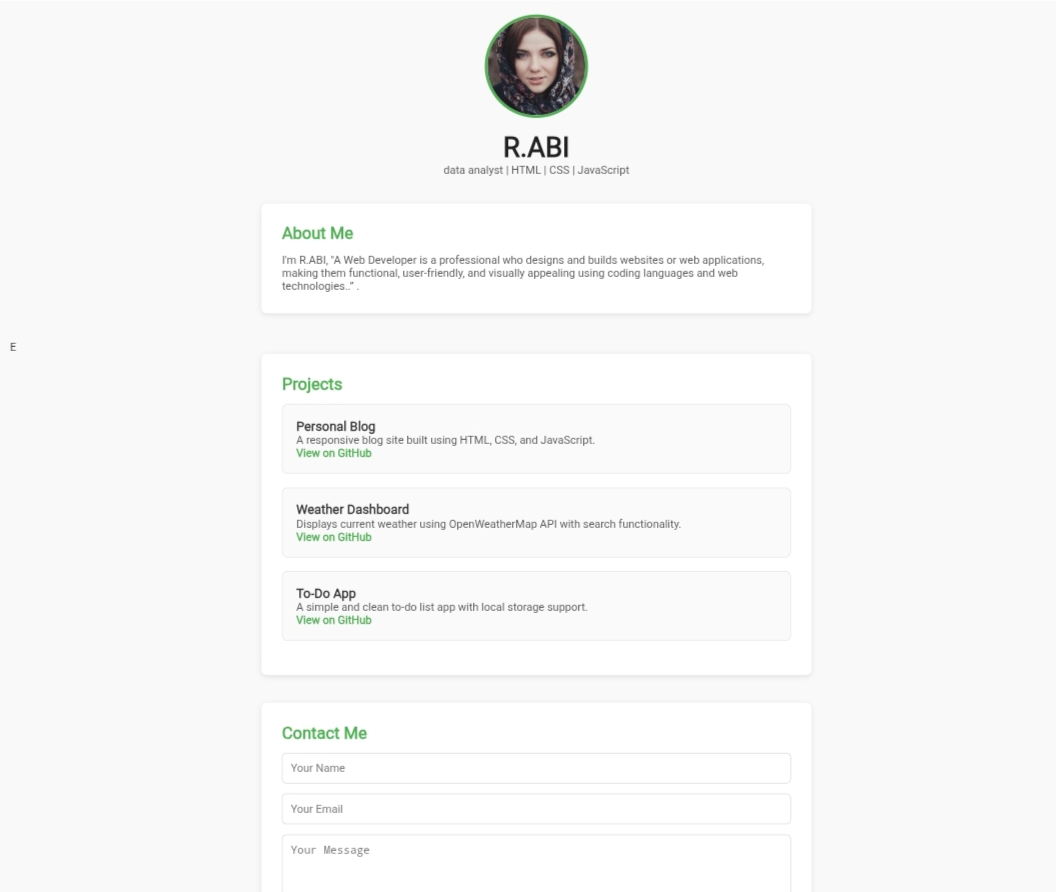 R.ABI
data analyst | HTML | CSS | JavaScript
About Me
I'm R.ABI, "A Web Developer is a professional who designs and builds websites or web applications,
making them functional, user-friendly, and visually appealing using coding languages and web
technologies.." .
E
Projects
Personal Blog
A responsive blog site built using HTML, CSS, and JavaScript.
View on GitHub
Weather Dashboard
Displays current weather using OpenWeatherMap API with search functionality.
View on GitHub
To-Do App
A simple and clean to-do list app with local storage support.
View on GitHub
Contact Me
Your Name
Your Email
Your Message